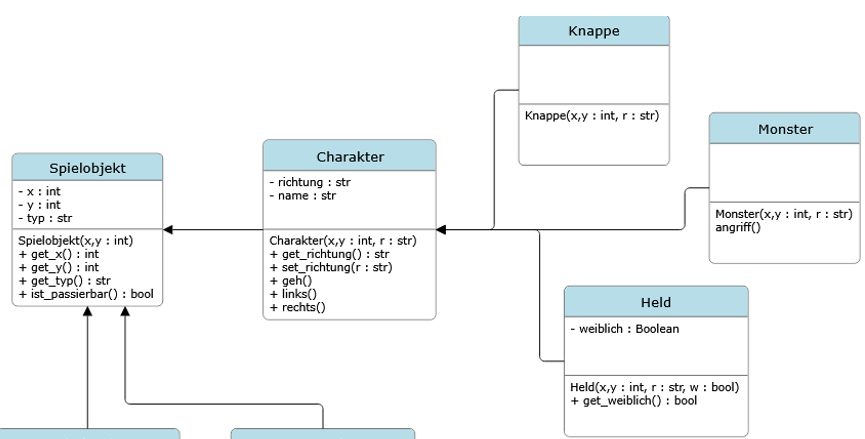 Knappe
Knappe(x,y : int, r : str)
Monster
Monster(x,y : int, r : str)
angriff()
Charakter
- richtung : str
- name : str
Charakter(x,y : int, r : str)
+ get_richtung() : str
+ set_richtung(r : str)
+ geh()
+ links()
+ rechts()
Spielobjekt
- x : int
- y : int
- typ : str
Spielobjekt(x,y : int)
+ get_x() : int
+ get_y() : int
+ get_typ() : str
+ ist_passierbar() : bool
Held
- weiblich : Boolean
Held(x,y : int, r : str, w : bool)
+ get_weiblich() : bool